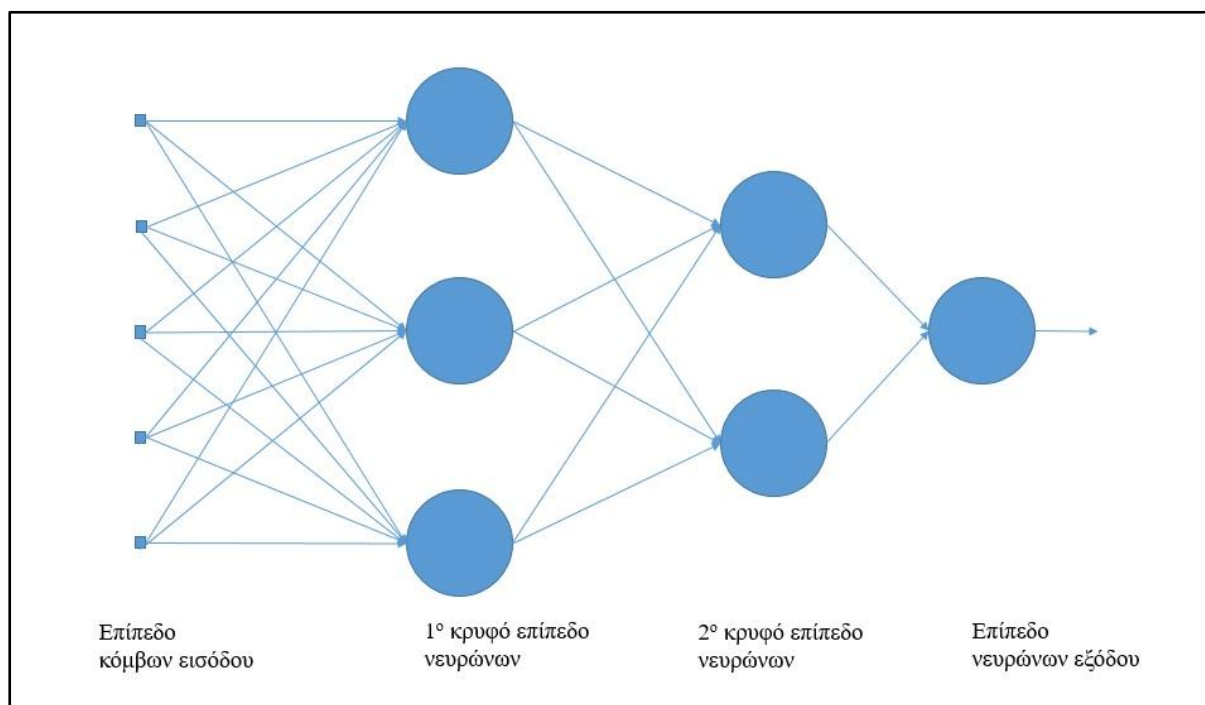 Επίπεδο
κόμβων εισόδου
1ο κρυφό επίπεδο
νευρώνων
2ο κρυφό επίπεδο
νευρώνων
Επίπεδο
νευρώνων εξόδου